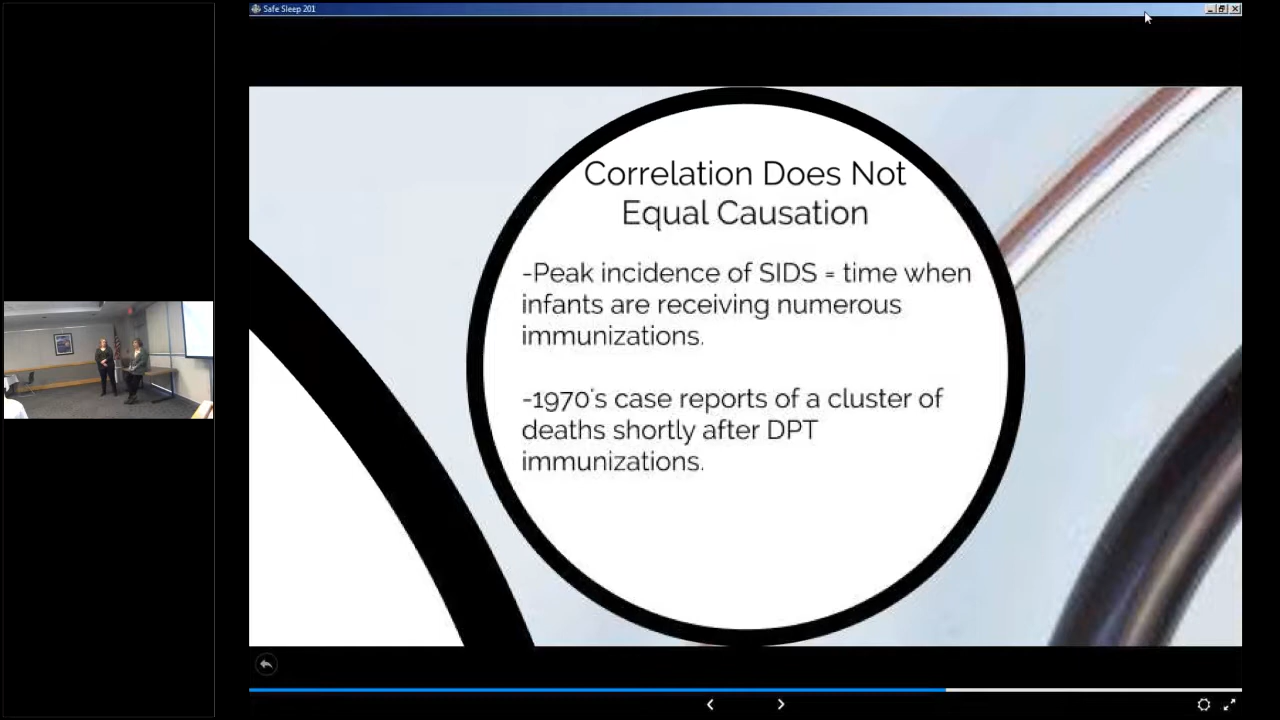 Safe Sleep 201
Correlation Does Not
Equal Causation
-Peak incidence of SIDS = time when
infants are receiving numerous
immunizations.
-1970's case reports of a cluster of
deaths shortly after DPT
immunizations.